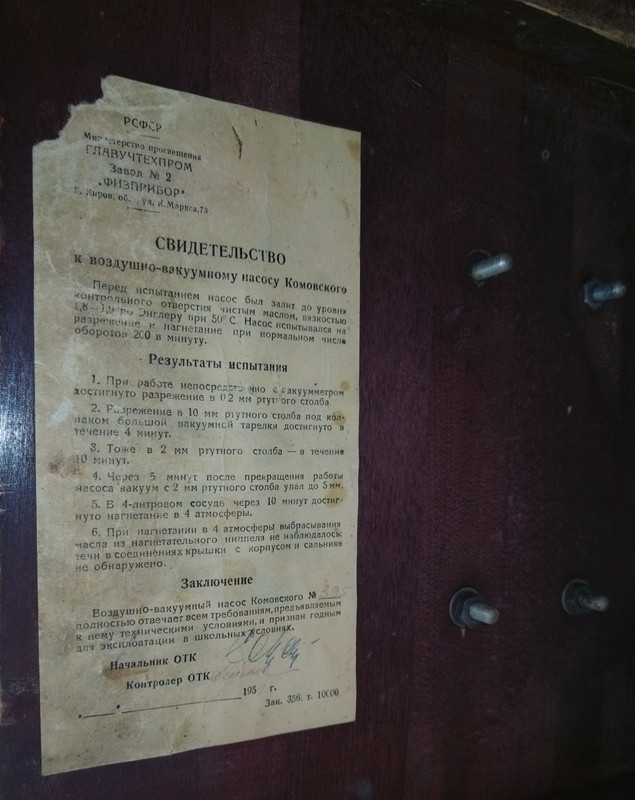 РСФСР
Министерство просвещения
ГЛАВУЧТЕХПРОМ
Завод № 2
„ФИЗПРИБОР"
г. Киров, об. ул. К.Маркса, 73
СВИДЕТЕЛЬСТВО
к воздушно-вакуумному насосу Комовского
Перед испытанием насос был залит до уровня
контрольного отверстия чистым маслом, вязкостью
1,8—1,9 по Энглеру при 50° С. Насос испытывался на
разрежение и нагнетание при нормальном числе
оборотов 200 в минуту.
Результаты испытания
1. При работе непосредственно с вакуумметром
достигнуто разрежение в 0,2 мм ртутного столба.
2. Разрежение в 10 мм ртутного столба под кол-
паком большой вакуумной тарелки достигнуто в
течение 4 минут.
3. Тоже в 2 мм ртутного столба — в течение
10 минут.
4. Через 5 минут после прекращения работы
насоса вакуум с 2 мм ртутного столба упал до 5 мм.
5. В 4-литровом сосуде через 10 минут достиг-
нуто нагнетание в 4 атмосферы.
6. При нагнетании в 4 атмосферы выбрасывания
масла из нагнетательного ниппеля не наблюдалось,
течи в соединениях крышки с корпусом и сальнике
не обнаружено.
Заключение
Воздушно-вакуумный насос Комовского №
полностью отвечает всем требованиям, предъявляемым
к нему техническими условиями, и признан годным
для эксплоатации в школьных условиях.
Начальник ОТК
Контролер ОТК
195 г.
Зак. 356. т. 10000